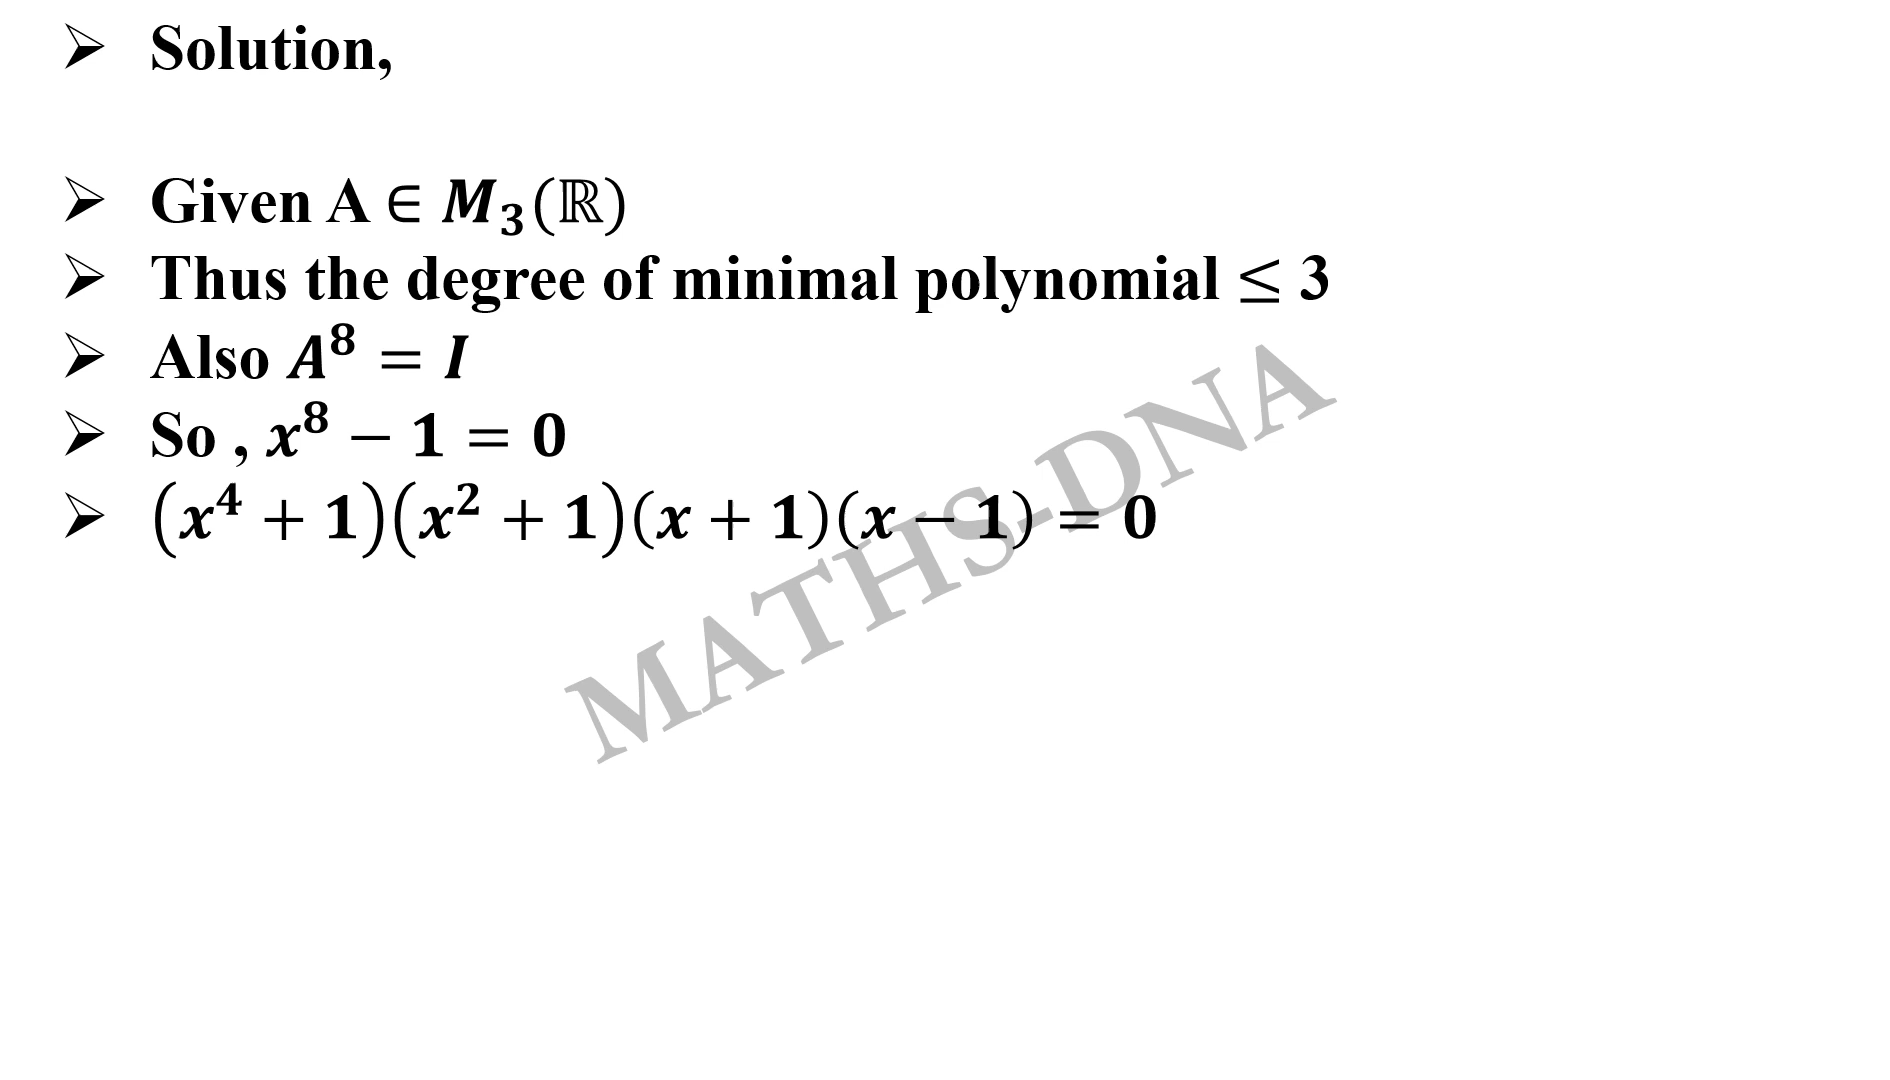 ➢ Solution,
➢ Given A ∈ 𝑴₃(ℝ)
➢ Thus the degree of minimal polynomial ≤ 3
➢ Also 𝑨⁸ = 𝑰
➢ So , 𝒙⁸ − 𝟏 = 𝟎
➢ (𝒙⁴ + 𝟏)(𝒙² + 𝟏)(𝒙 + 𝟏)(𝒙 − 𝟏) = 𝟎
MATHS-DNA